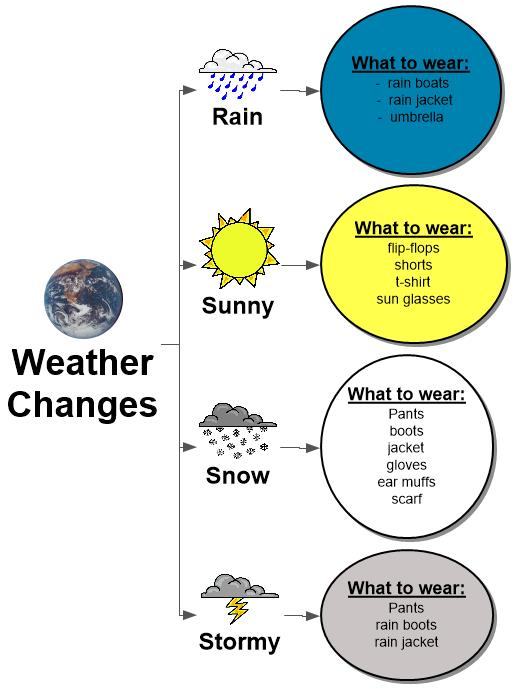 Weather
Changes
Rain
What to wear:
- rain boats
- rain jacket
- umbrella
Sunny
What to wear:
flip-flops
shorts
t-shirt
sun glasses
Snow
What to wear:
Pants
boots
jacket
gloves
ear muffs
scarf
Stormy
What to wear:
Pants
rain boots
rain jacket